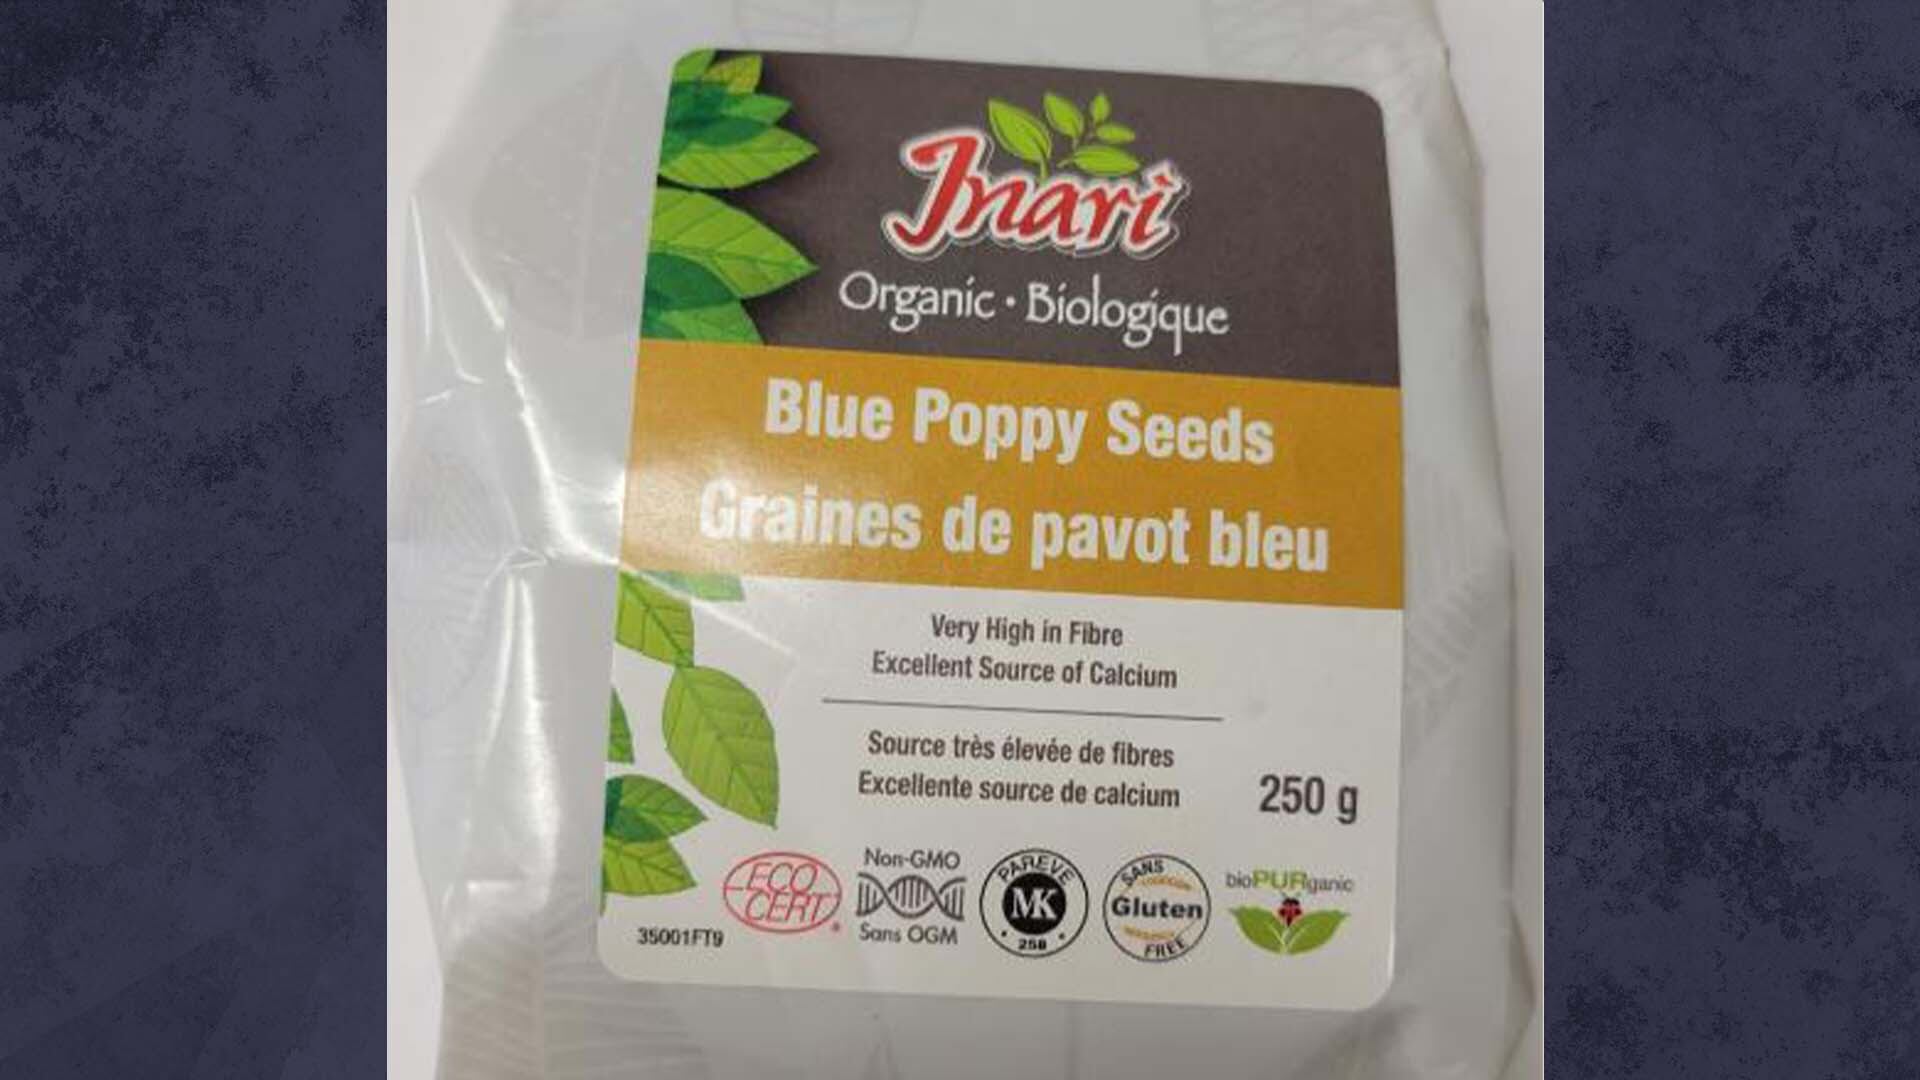 Inari
Organic · Biologique
Blue Poppy Seeds
Graines de pavot bleu
Very High in Fibre
Excellent Source of Calcium
Source très élevée de fibres
Excellente source de calcium
250 g
35001FT9
ECO
CERT
Non-GMO
Sans OGM
PAREVE
MK
258
SANS
Gluten
FREE
bioPURganic